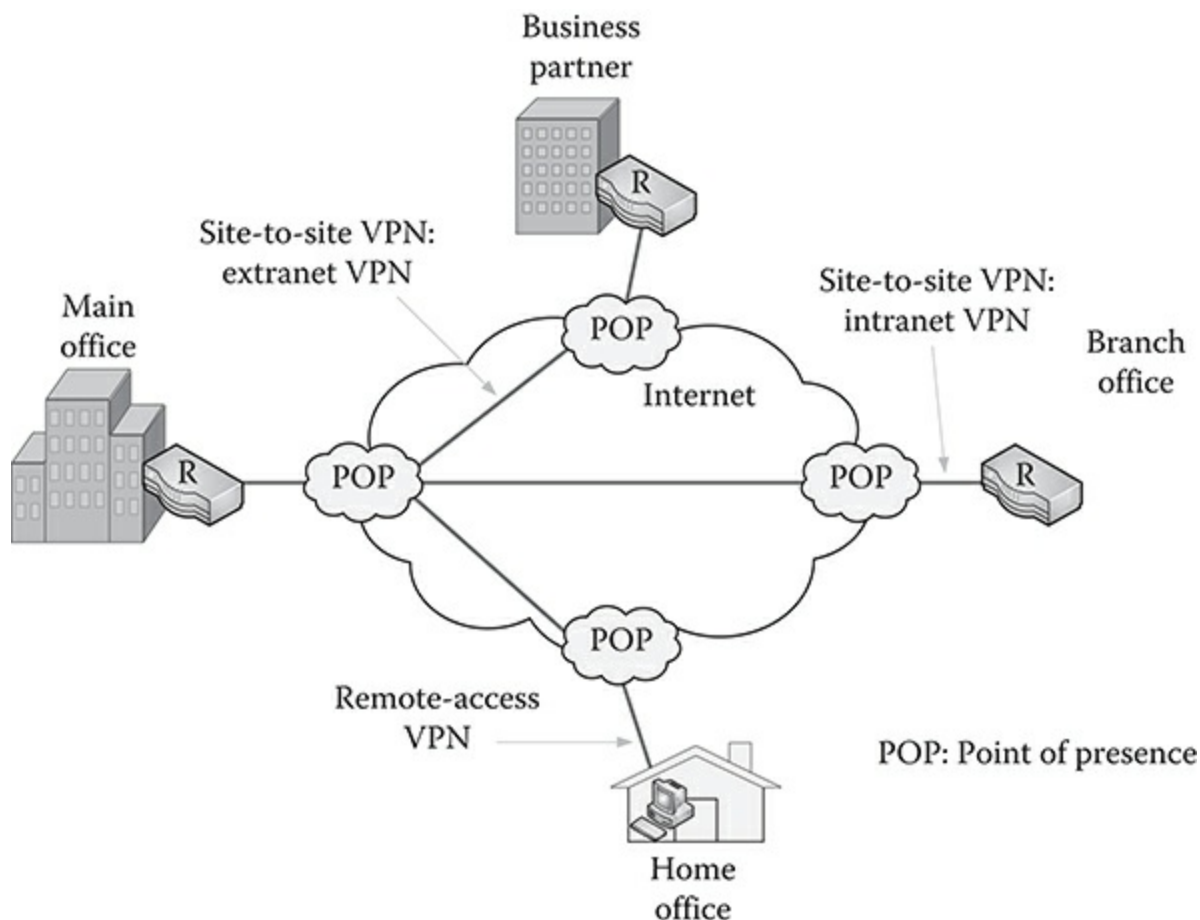 Business
partner
R
Site-to-site VPN:
extranet VPN
Site-to-site VPN:
intranet VPN
Main
office
POP
Branch
office
Internet
R
POP
POP
R
POP
Remote-access
VPN
POP: Point of presence
Home
office